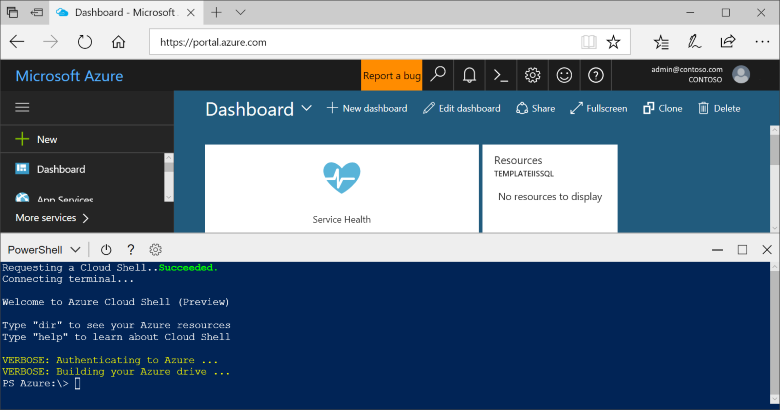 Dashboard - Microsoft
https://portal.azure.com
Microsoft Azure
Report a bug
admin@contoso.com
CONTOSO
Dashboard
New dashboard
Edit dashboard
Share
Fullscreen
Clone
Delete
New
Dashboard
App Services
More services
Service Health
Resources
TEMPLATEIISSQL
No resources to display
PowerShell
Requesting a Cloud Shell..Succeeded.
Connecting terminal...
Welcome to Azure Cloud Shell (Preview)
Type "dir" to see your Azure resources
Type "help" to learn about Cloud Shell
VERBOSE: Authenticating to Azure ...
VERBOSE: Building your Azure drive ...
PS Azure:\>